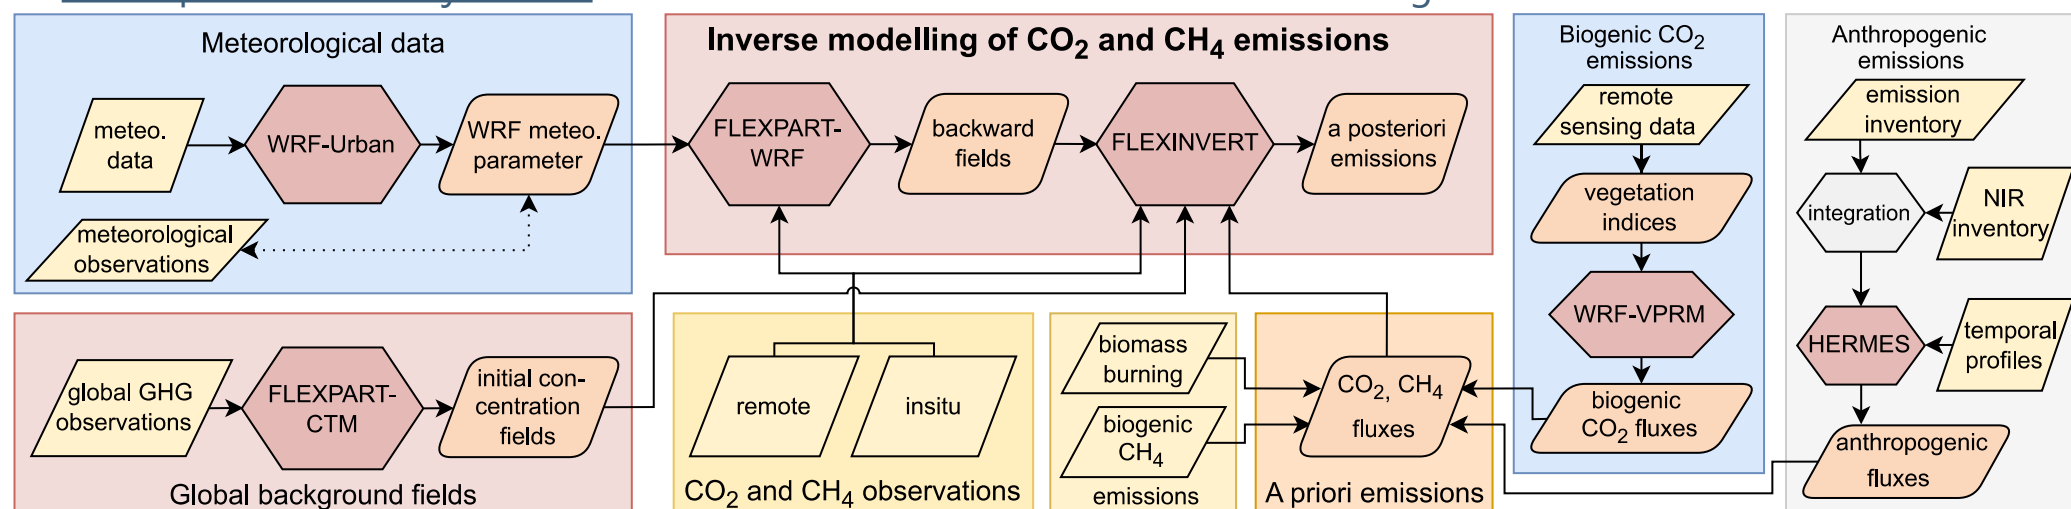 Meteorological data
meteo.
data
WRF-Urban
WRF meteo.
parameter
meteorological
observations
Inverse modelling of CO2 and CH4 emissions
FLEXPART-
WRF
backward
fields
FLEXINVERT
a posteriori
emissions
Biogenic CO2
emissions
remote
sensing data
vegetation
indices
WRF-VPRM
biogenic
CO2 fluxes
Anthropogenic
emissions
emission
inventory
integration
NIR
inventory
HERMES
temporal
profiles
anthropogenic
fluxes
global GHG
observations
FLEXPART-
CTM
initial con-
centration
fields
Global background fields
remote
insitu
CO2 and CH4 observations
biomass
burning
biogenic
CH4
emissions
CO2, CH4
fluxes
A priori emissions